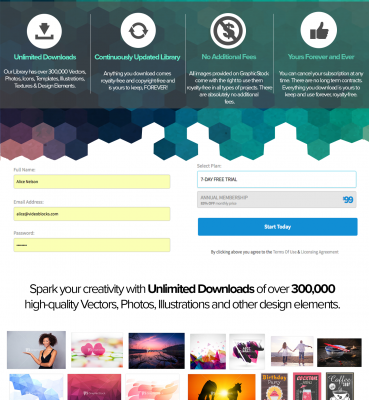 Unlimited Downloads
Our Library has over 300,000 Vectors,
Photos, Icons, Templates, Illustrations,
Textures & Design Elements.
Continuously Updated Library
Anything you download comes
royalty-free and copyright-free and
is yours to keep, FOREVER!
No Additional Fees
All images provided on GraphicStock
come with the right to use them
royalty-free in all types of projects. There
are absolutely no additional
fees.
Yours Forever and Ever
You can cancel your subscription at any
time. There are no long term contracts.
Everything you download is yours to
keep and use forever, royalty-free.
Full Name:
Alice Nelson
Email Address:
alice@videoblocks.com
Password:
Select Plan:
7-DAY FREE TRIAL
ANNUAL MEMBERSHIP
$99
Start Today
By clicking above you agree to the Terms Of Use & Licensing Agreement
Spark your creativity with Unlimited Downloads of over 300,000
high-quality Vectors, Photos, Illustrations and other design elements.
Birthday
Party
COCKTAIL
COFFEE